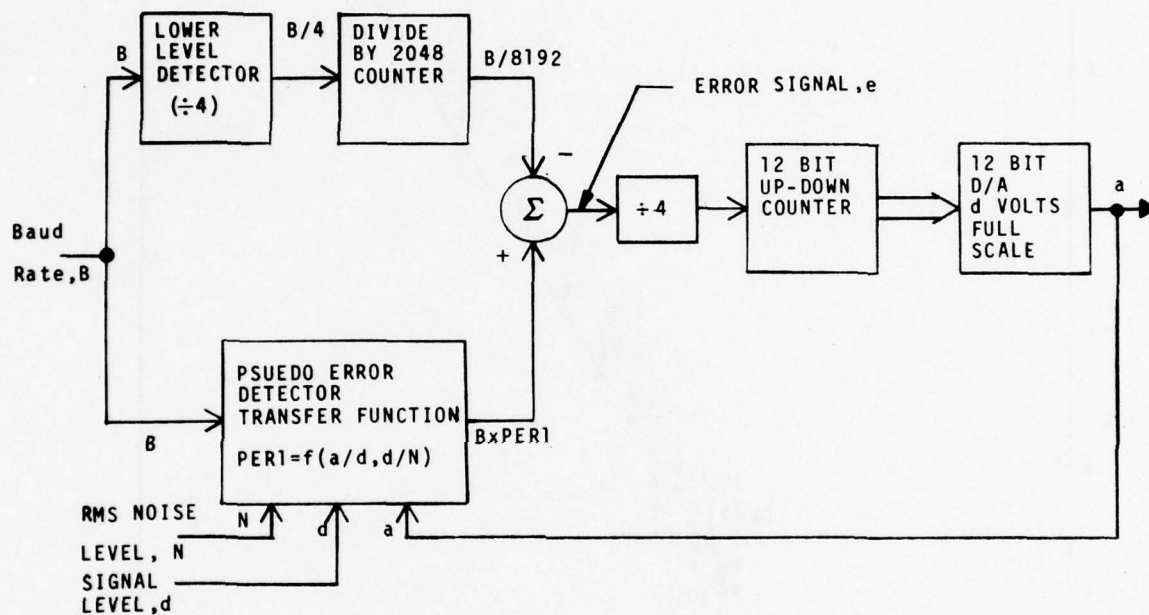 B
LOWER
LEVEL
DETECTOR
(÷4)
B/4
DIVIDE
BY 2048
COUNTER
B/8192
ERROR SIGNAL,e
−
Σ
+
÷4
12 BIT
UP-DOWN
COUNTER
12 BIT
D/A
d VOLTS
FULL
SCALE
a
Baud
Rate,B
B
PSUEDO ERROR
DETECTOR
TRANSFER FUNCTION
PER1=f(a/d,d/N)
BxPER1
RMS NOISE
LEVEL, N
N
d
a
SIGNAL
LEVEL,d